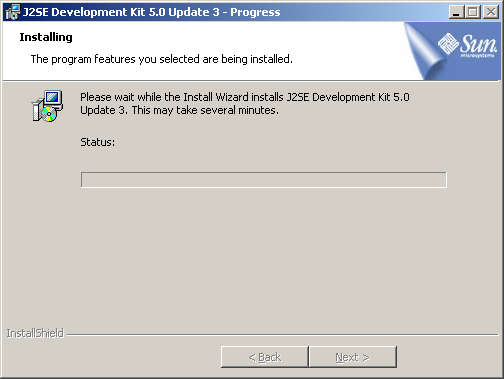 J2SE Development Kit 5.0 Update 3 - Progress
Installing
The program features you selected are being installed.
Sun
microsystems
Please wait while the Install Wizard installs J2SE Development Kit 5.0
Update 3. This may take several minutes.
Status:
InstallShield
< Back
Next >